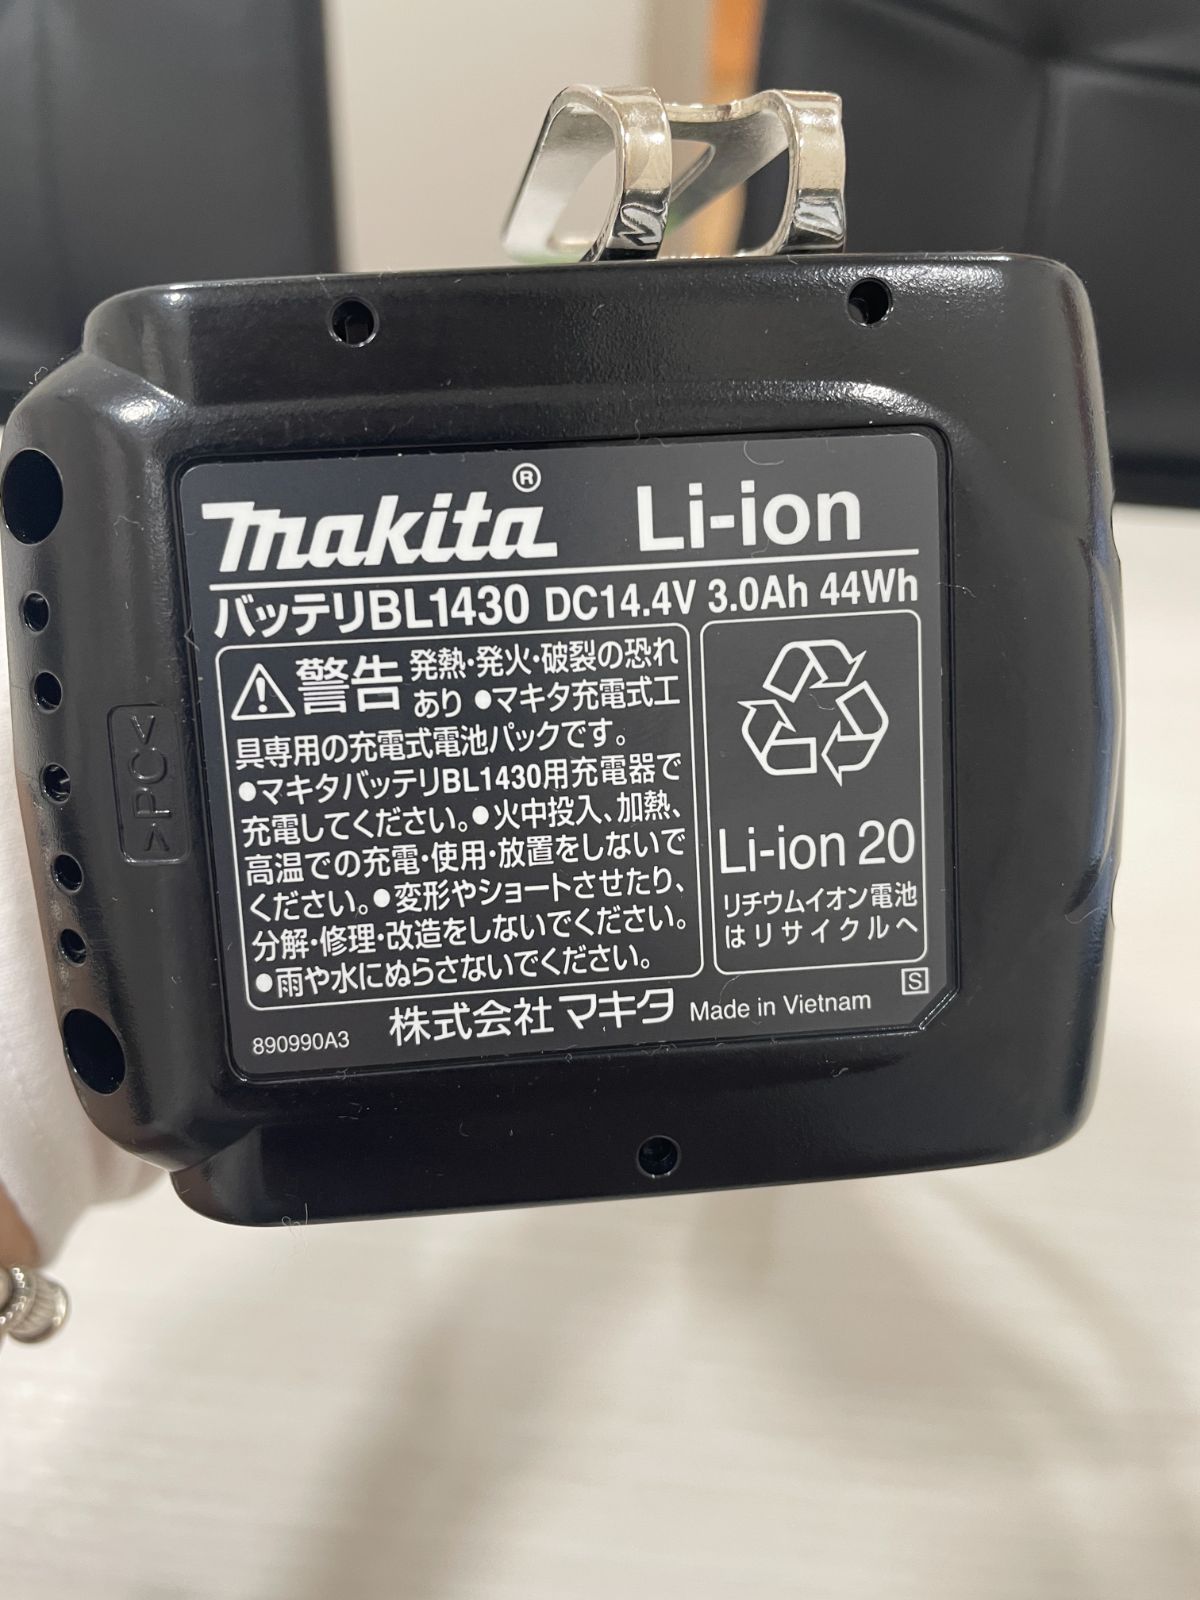 makita® Li-ion
バッテリBL1430 DC14.4V 3.0Ah 44Wh
警告 発熱・発火・破裂の恐れ
あり ●マキタ充電式工
具専用の充電式電池パックです。
●マキタバッテリBL1430用充電器で
充電してください。●火中投入、加熱、
高温での充電・使用・放置をしないで
ください。●変形やショートさせたり、
分解・修理・改造をしないでください。
●雨や水にぬらさないでください。
Li-ion 20
リチウムイオン電池
はリサイクルへ
890990A3 株式会社マキタ Made in Vietnam S
>PC<